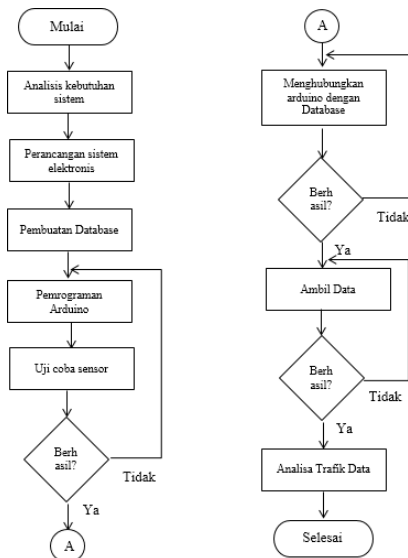 Mulai
Analisis kebutuhan
sistem
Perancangan sistem
elektronis
Pembuatan Database
Pemrograman
Arduino
Uji coba sensor
Berh
asil?
Tidak
Ya
A
A
Menghubungkan
arduino dengan
Database
Berh
asil?
Tidak
Ya
Ambil Data
Berh
asil?
Tidak
Ya
Analisa Trafik Data
Selesai